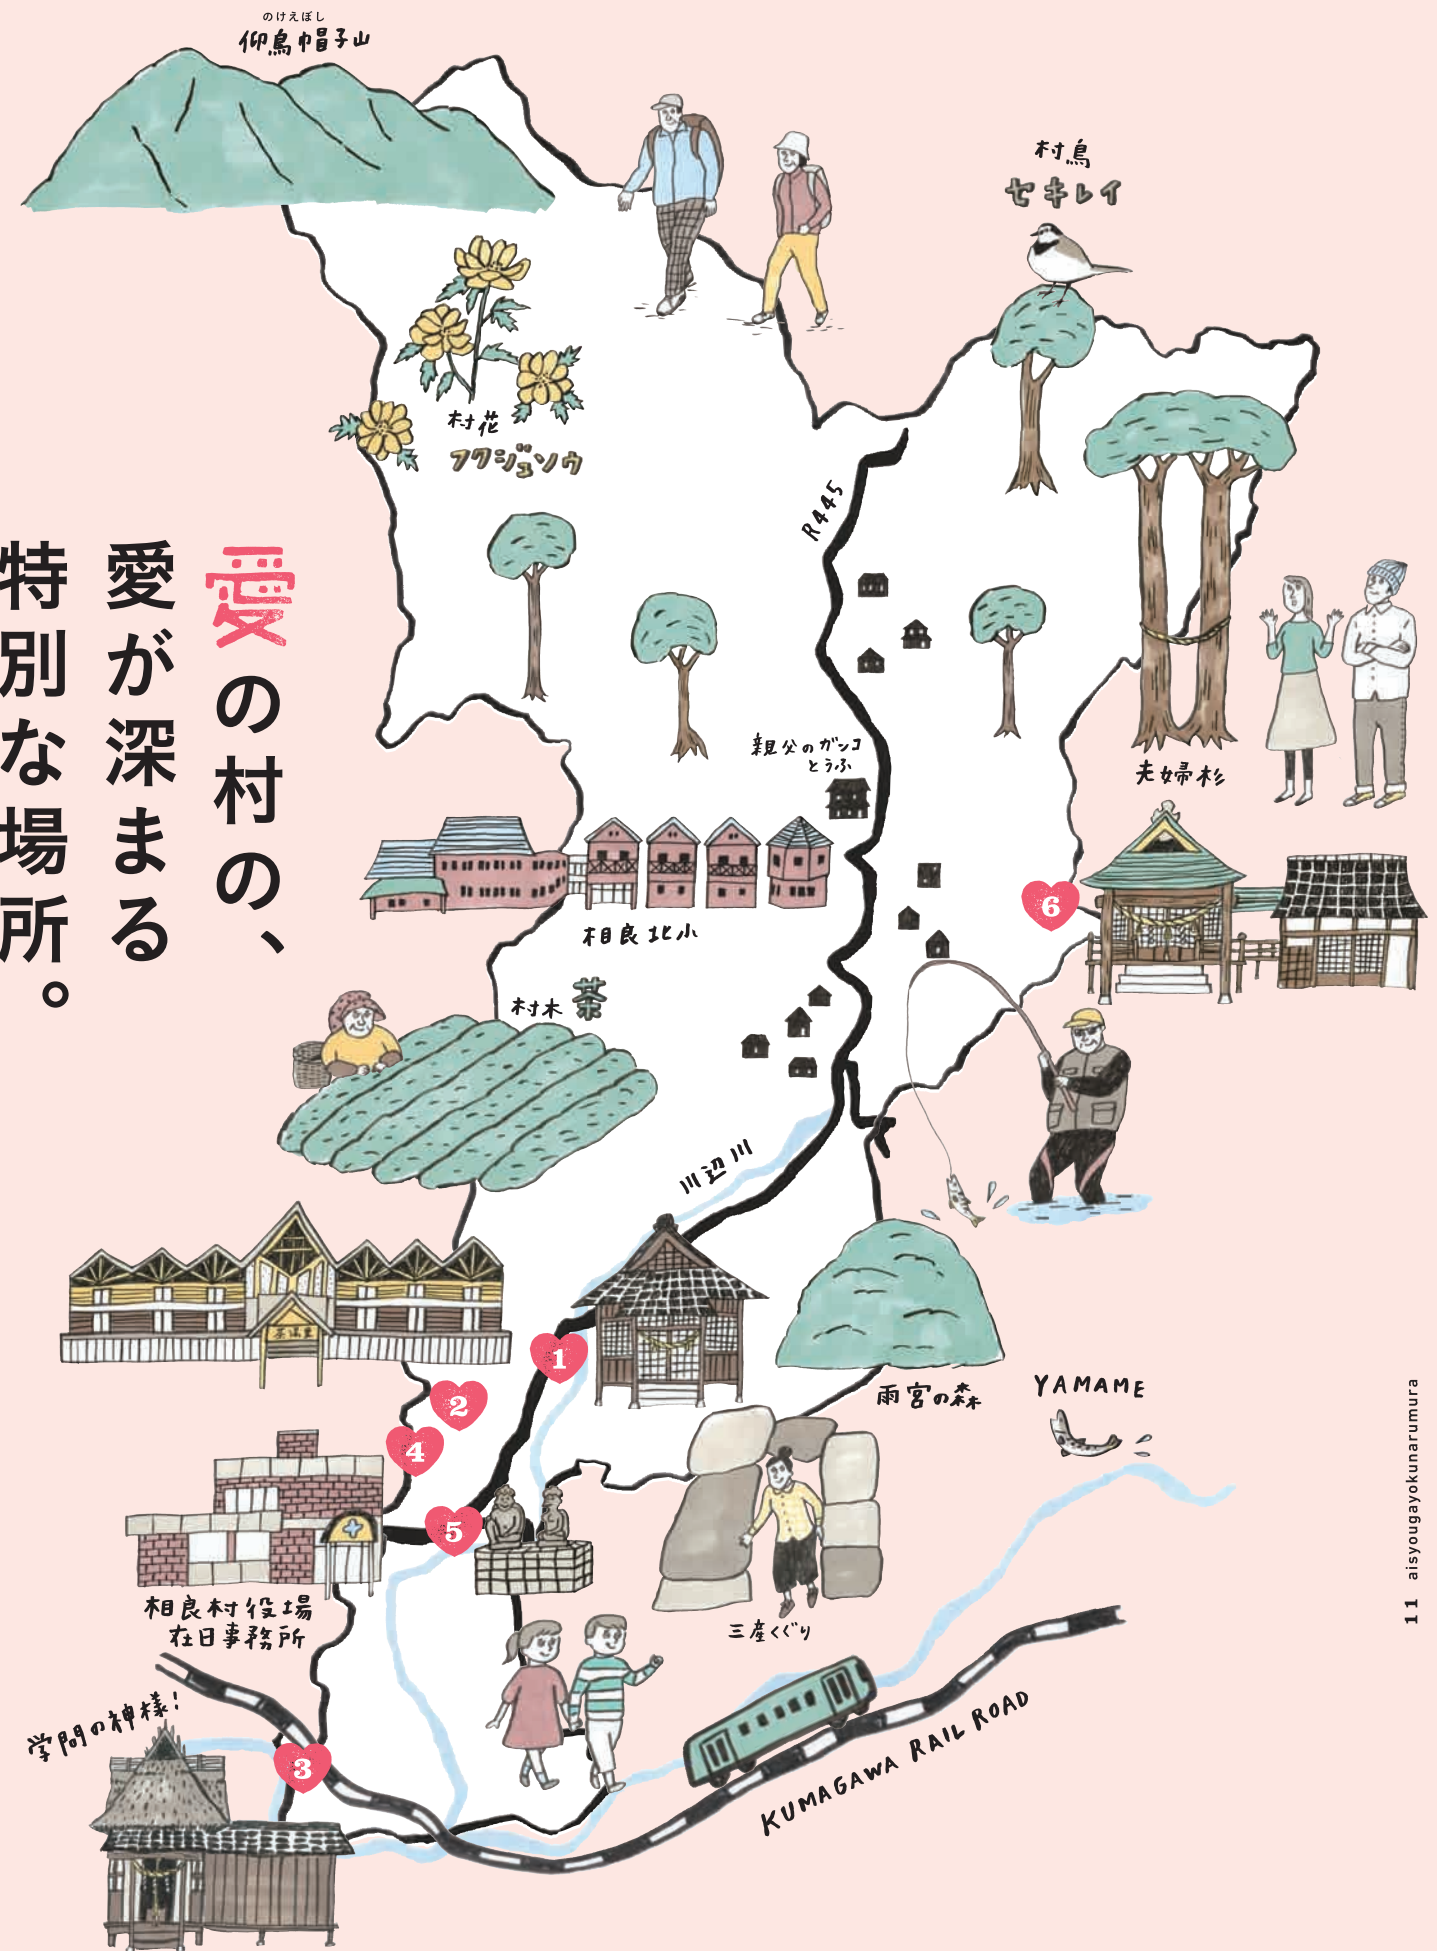 のけえぼし
仰烏帽子山
村鳥
セキレイ
村花
フクジュソウ
R445
愛の村の、
愛が深まる
特別な場所。
夫婦杉
親父のガンコ
とうふ
6
相良北小
村木 茶
川辺川
茶湯里
1
2
4
5
雨宮の森
YAMAME
相良村役場
在日事務所
三産くぐり
学問の神様!
3
KUMAGAWA RAIL ROAD
11 aisyougayokunarumura